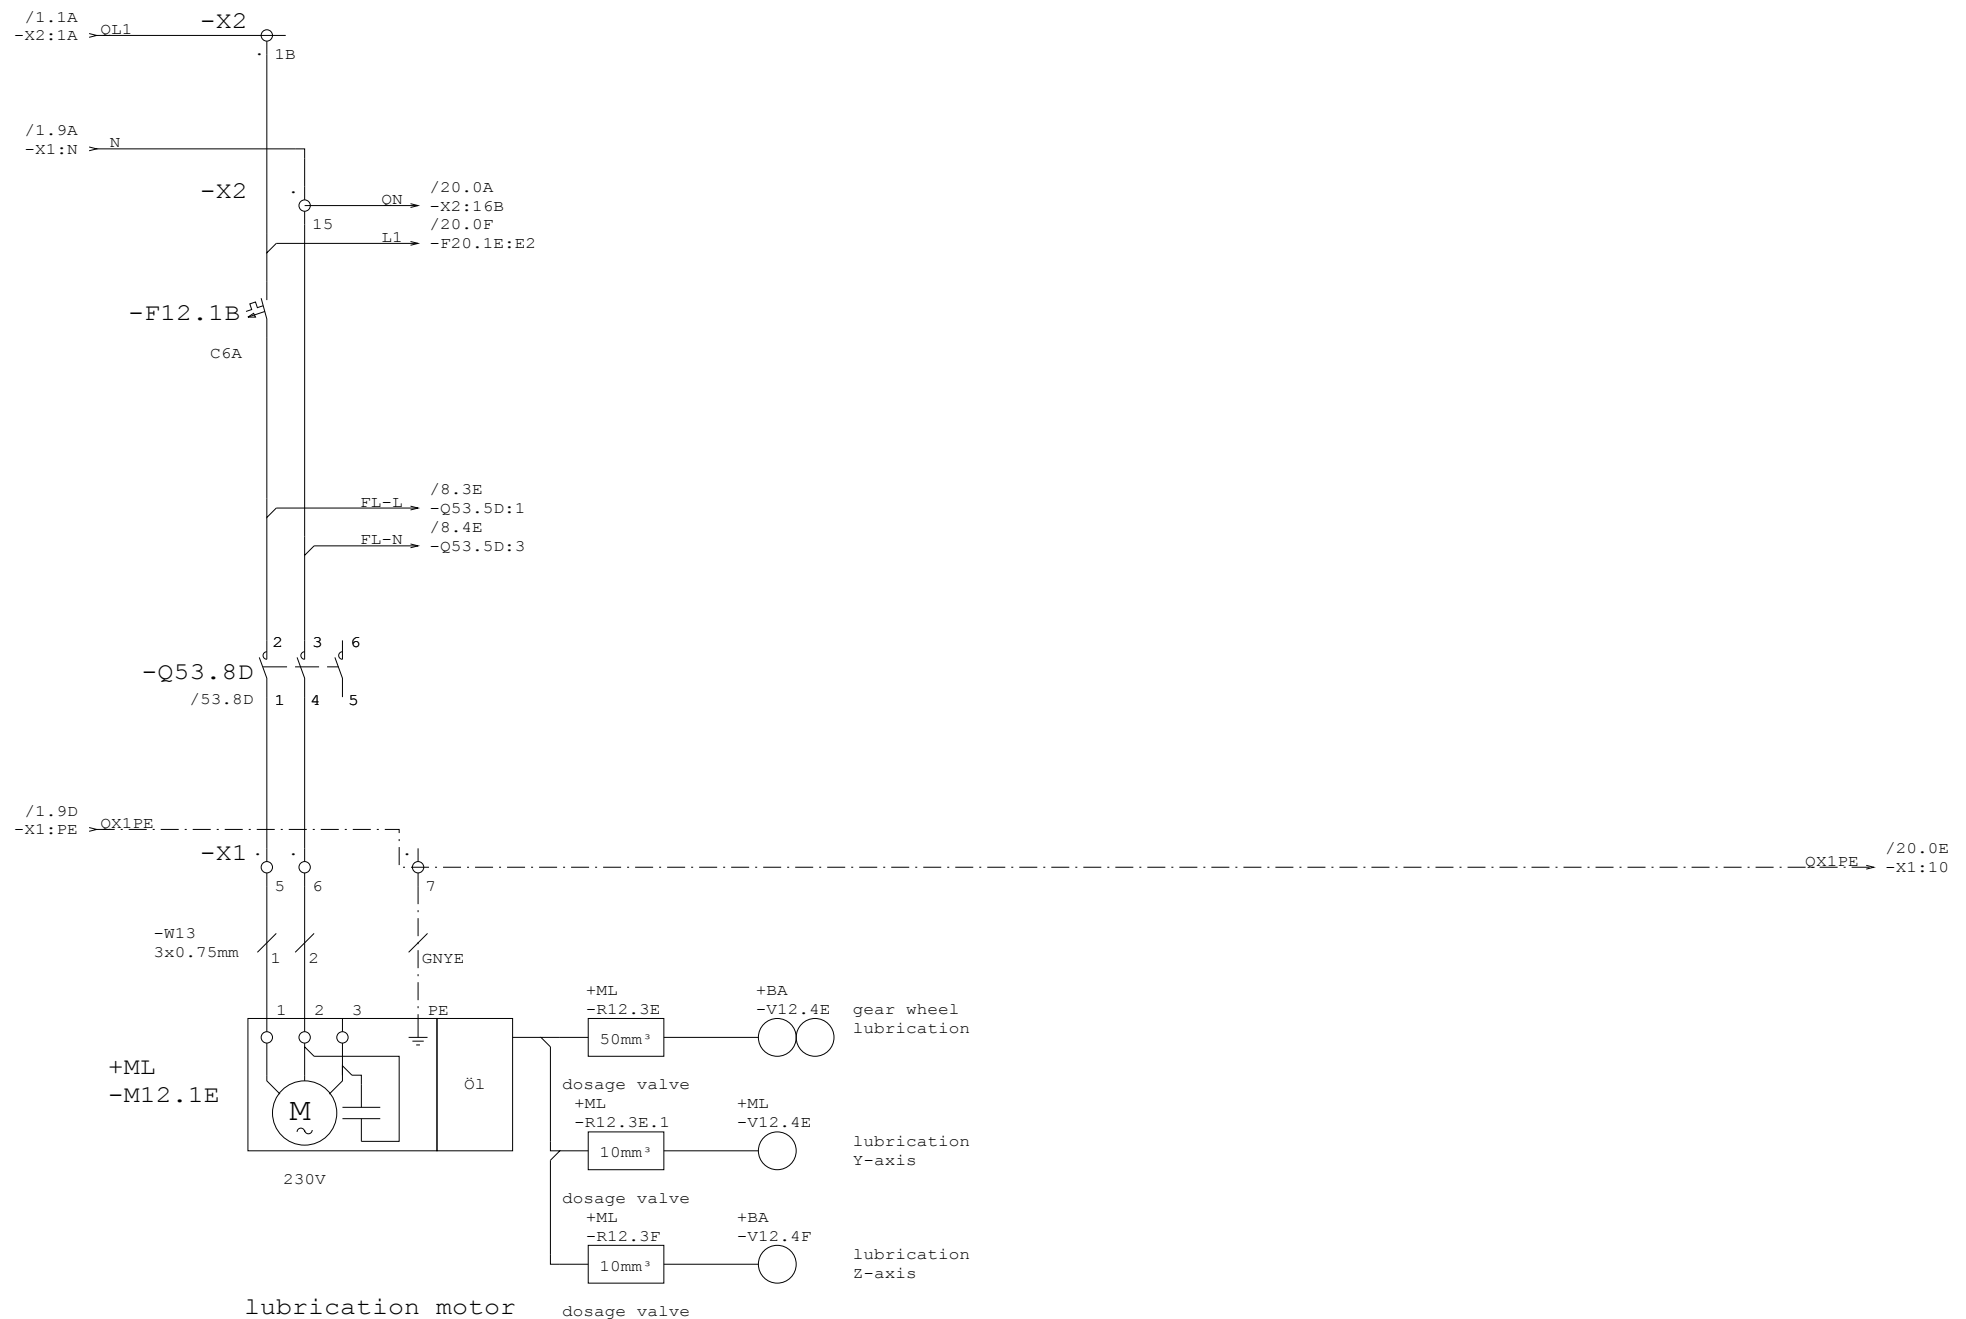 /1.1A
-X2:1A
QL1
-X2
1B
/1.9A
-X1:N
N
-X2
15
QN
/20.0A
-X2:16B
/20.0F
L1
-F20.1E:E2
-F12.1B
C6A
/8.3E
FL-L
-Q53.5D:1
/8.4E
FL-N
-Q53.5D:3
2 3 6
-Q53.8D
/53.8D
1 4 5
/1.9D
-X1:PE
QX1PE
-X1
5 6 7
QX1PE
/20.0E
-X1:10
-W13
3x0.75mm
1 2 GNYE
1 2 3 PE
+ML
-M12.1E
M
~
Öl
230V
+ML
-R12.3E
50mm³
+BA
-V12.4E
gear wheel
lubrication
dosage valve
+ML
-R12.3E.1
10mm³
+ML
-V12.4E
lubrication
Y-axis
dosage valve
+ML
-R12.3F
10mm³
+BA
-V12.4F
lubrication
Z-axis
dosage valve
lubrication motor